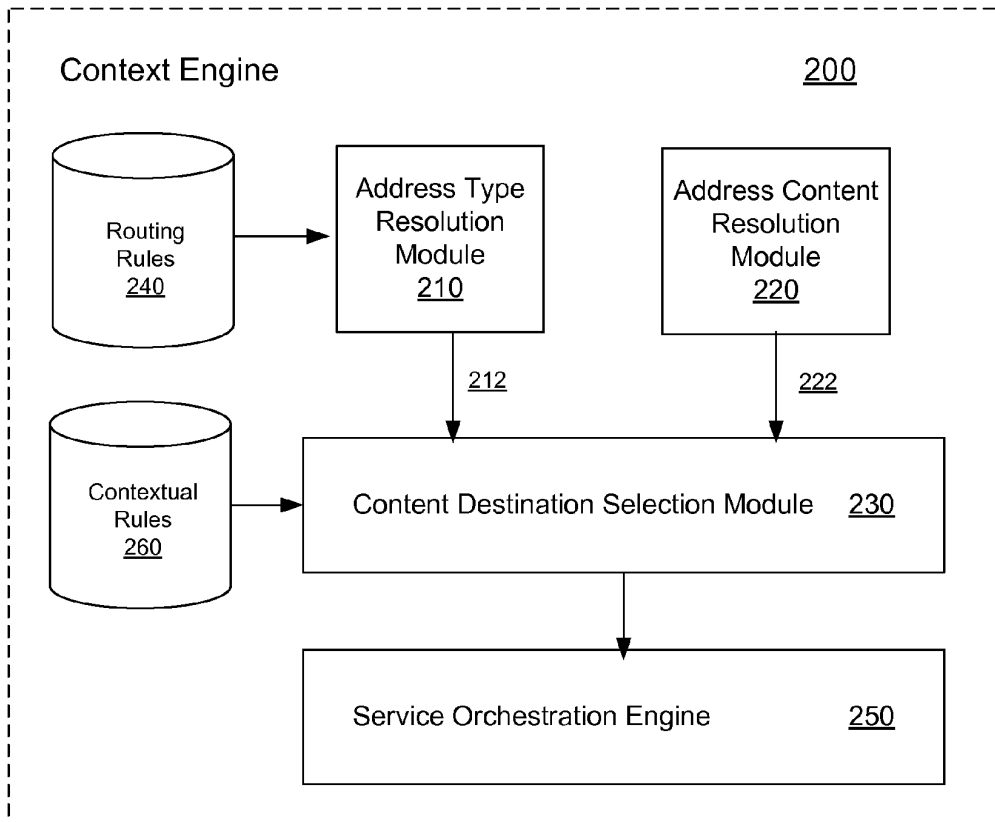 Context Engine 200
Routing
Rules
240
Address Type
Resolution
Module
210
Address Content
Resolution
Module
220
212
222
Contextual
Rules
260
Content Destination Selection Module 230
Service Orchestration Engine 250